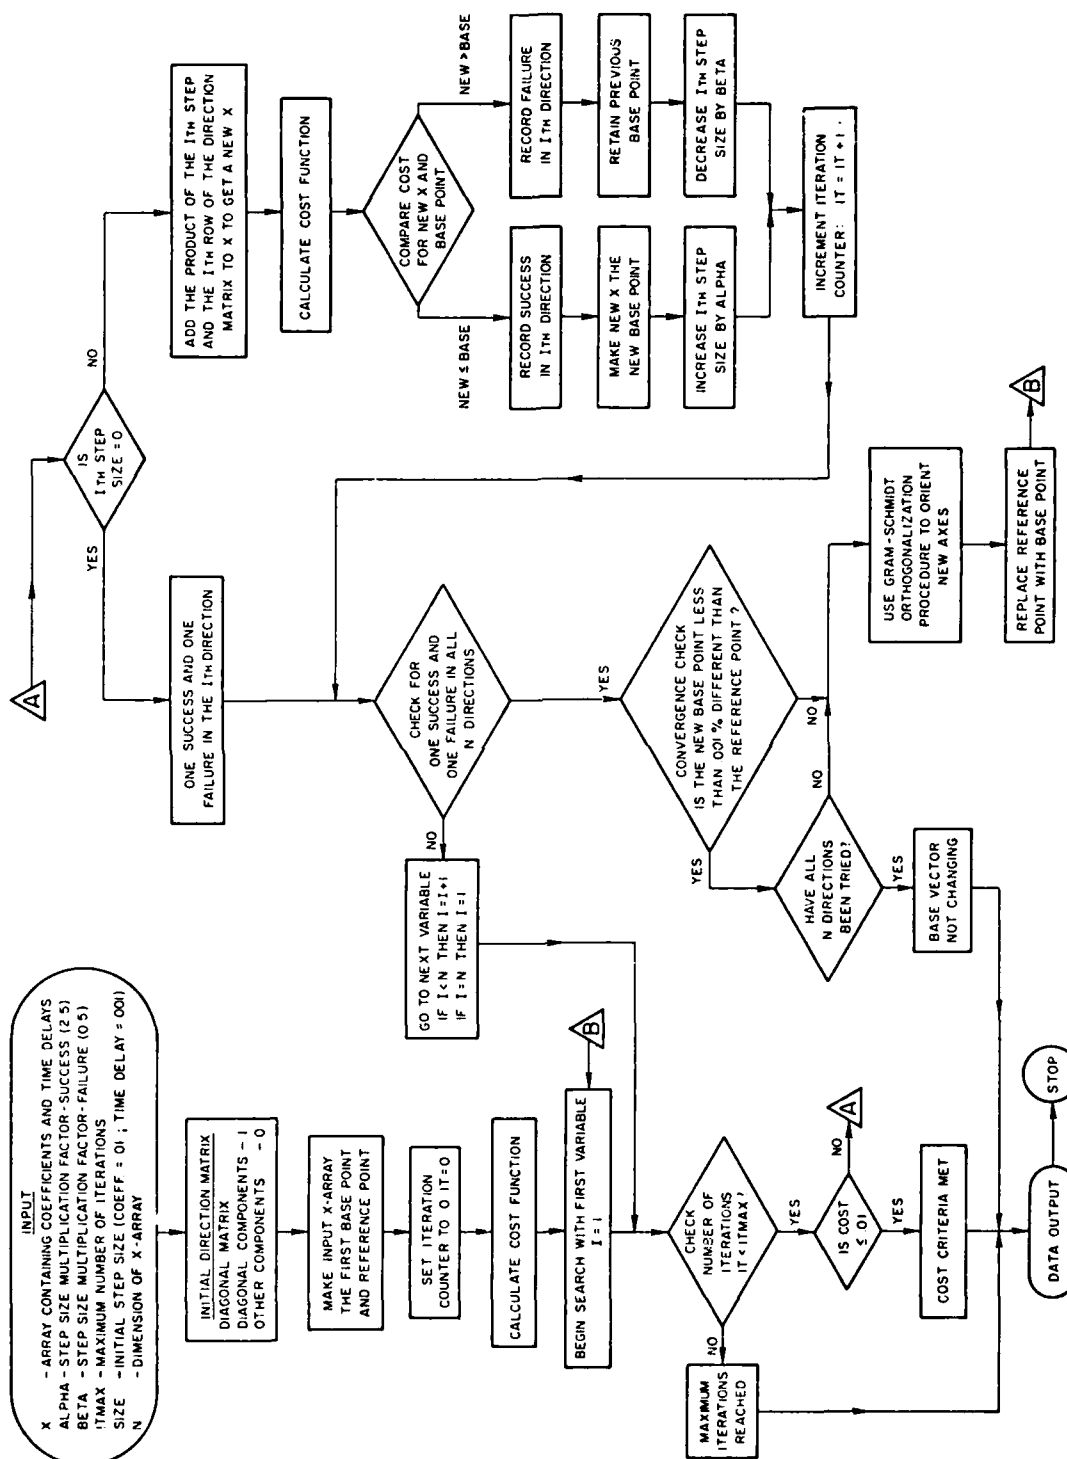 INPUT
X - ARRAY CONTAINING COEFFICIENTS AND TIME DELAYS
ALPHA - STEP SIZE MULTIPLICATION FACTOR - SUCCESS (2 5)
BETA - STEP SIZE MULTIPLICATION FACTOR - FAILURE (0 5)
ITMAX - MAXIMUM NUMBER OF ITERATIONS
SIZE - INITIAL STEP SIZE (COEFF = 01 ; TIME DELAY = 001)
N - DIMENSION OF X-ARRAY
INITIAL DIRECTION MATRIX
DIAGONAL MATRIX
DIAGONAL COMPONENTS - 1
OTHER COMPONENTS - 0
MAKE INPUT X-ARRAY
THE FIRST BASE POINT
AND REFERENCE POINT
SET ITERATION
COUNTER TO 0 IT=0
CALCULATE COST FUNCTION
BEGIN SEARCH WITH FIRST VARIABLE
I = 1
B
CHECK
NUMBER OF
ITERATIONS
IT < ITMAX?
NO
MAXIMUM
ITERATIONS
REACHED
YES
IS COST
≤ .01
NO
A
YES
COST CRITERIA MET
DATA OUTPUT
STOP
A
IS
ITH STEP
SIZE = 0
YES
NO
ONE SUCCESS AND ONE
FAILURE IN THE ITH DIRECTION
CHECK FOR
ONE SUCCESS AND
ONE FAILURE IN ALL
N DIRECTIONS
NO
GO TO NEXT VARIABLE
IF I < N THEN I = I+1
IF I = N THEN I = 1
YES
CONVERGENCE CHECK
IS THE NEW BASE POINT LESS
THAN 001 % DIFFERENT THAN
THE REFERENCE POINT ?
YES
NO
HAVE ALL
N DIRECTIONS
BEEN TRIED?
NO
YES
BASE VECTOR
NOT CHANGING
USE GRAM-SCHMIDT
ORTHOGONALIZATION
PROCEDURE TO ORIENT
NEW AXES
REPLACE REFERENCE
POINT WITH BASE POINT
B
ADD THE PRODUCT OF THE ITH STEP
AND THE ITH ROW OF THE DIRECTION
MATRIX TO X TO GET A NEW X
CALCULATE COST FUNCTION
COMPARE COST
FOR NEW X AND
BASE POINT
NEW ≤ BASE
NEW > BASE
RECORD SUCCESS
IN ITH DIRECTION
MAKE NEW X THE
NEW BASE POINT
INCREASE ITH STEP
SIZE BY ALPHA
RECORD FAILURE
IN ITH DIRECTION
RETAIN PREVIOUS
BASE POINT
DECREASE ITH STEP
SIZE BY BETA
INCREMENT ITERATION
COUNTER: IT = IT + 1 .